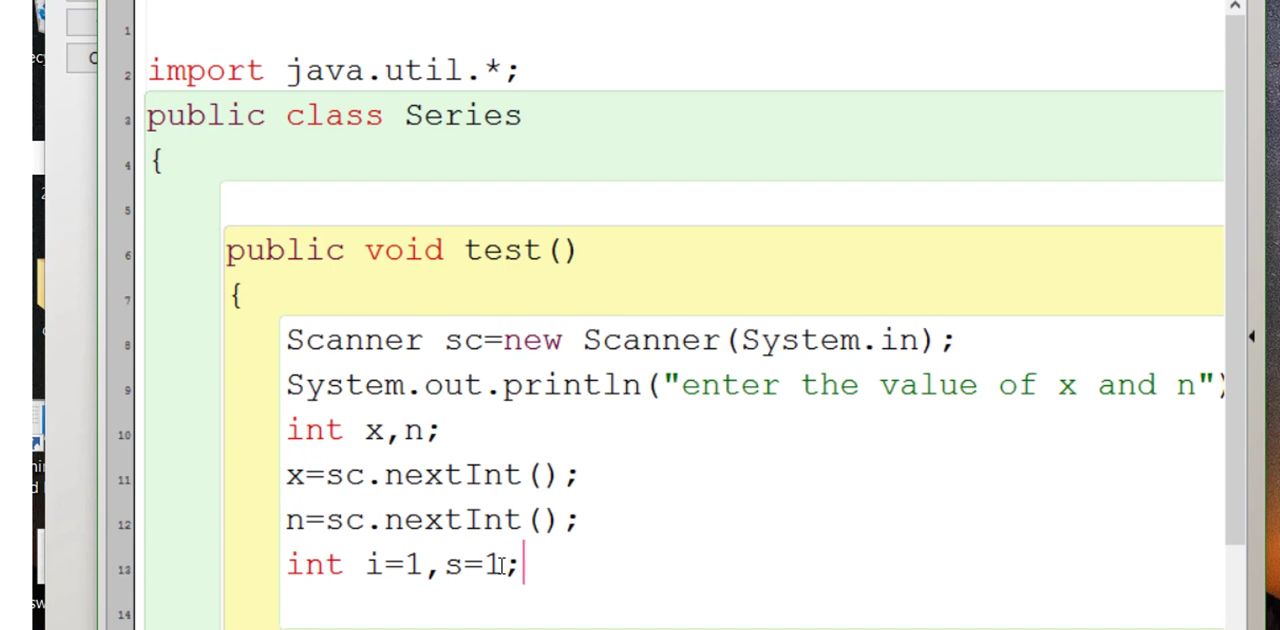 1
2 import java.util.*;
3 public class Series
4 {
5
6 public void test()
7 {
8 Scanner sc=new Scanner(System.in);
9 System.out.println("enter the value of x and n")
10 int x,n;
11 x=sc.nextInt();
12 n=sc.nextInt();
13 int i=1,s=1;
14